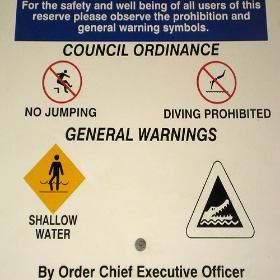 For the safety and well being of all users of this
reserve please observe the prohibition and
general warning symbols.
COUNCIL ORDINANCE
NO JUMPING
DIVING PROHIBITED
GENERAL WARNINGS
SHALLOW
WATER
By Order Chief Executive Officer